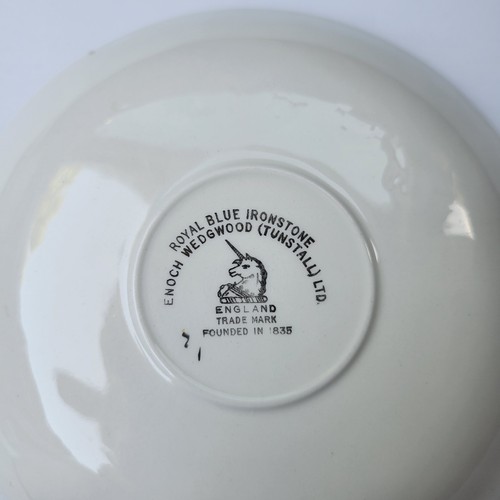 ROYAL BLUE IRONSTONE
ENOCH WEDGWOOD (TUNSTALL) LTD.
ENGLAND
TRADE MARK
FOUNDED IN 1835